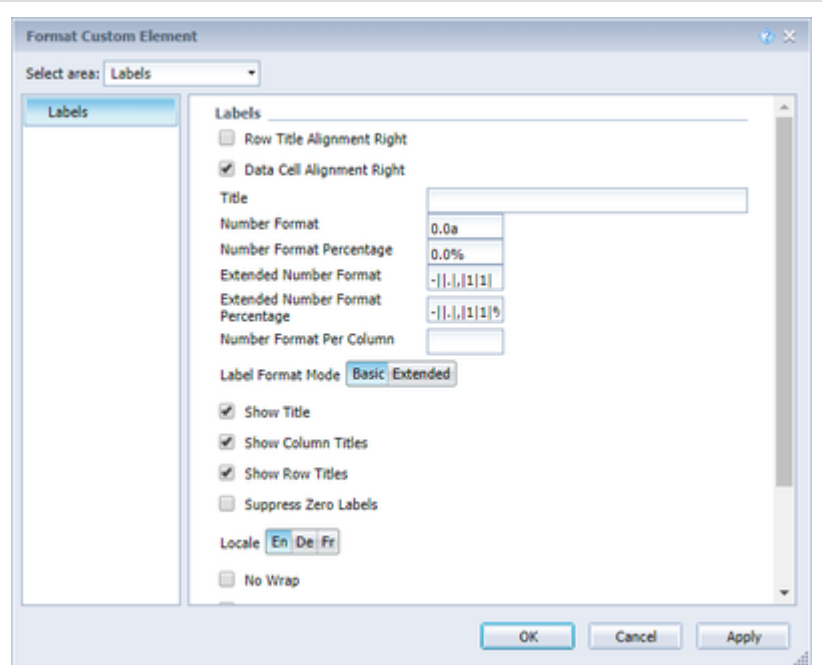 Format Custom Element
Select area: Labels
Labels
Labels
Row Title Alignment Right
Data Cell Alignment Right
Title
Number Format 0.0a
Number Format Percentage 0.0%
Extended Number Format -||.|,|1|1|
Extended Number Format
Percentage -||.|,|1|1|%
Number Format Per Column
Label Format Mode Basic Extended
Show Title
Show Column Titles
Show Row Titles
Suppress Zero Labels
Locale En De Fr
No Wrap
OK Cancel Apply